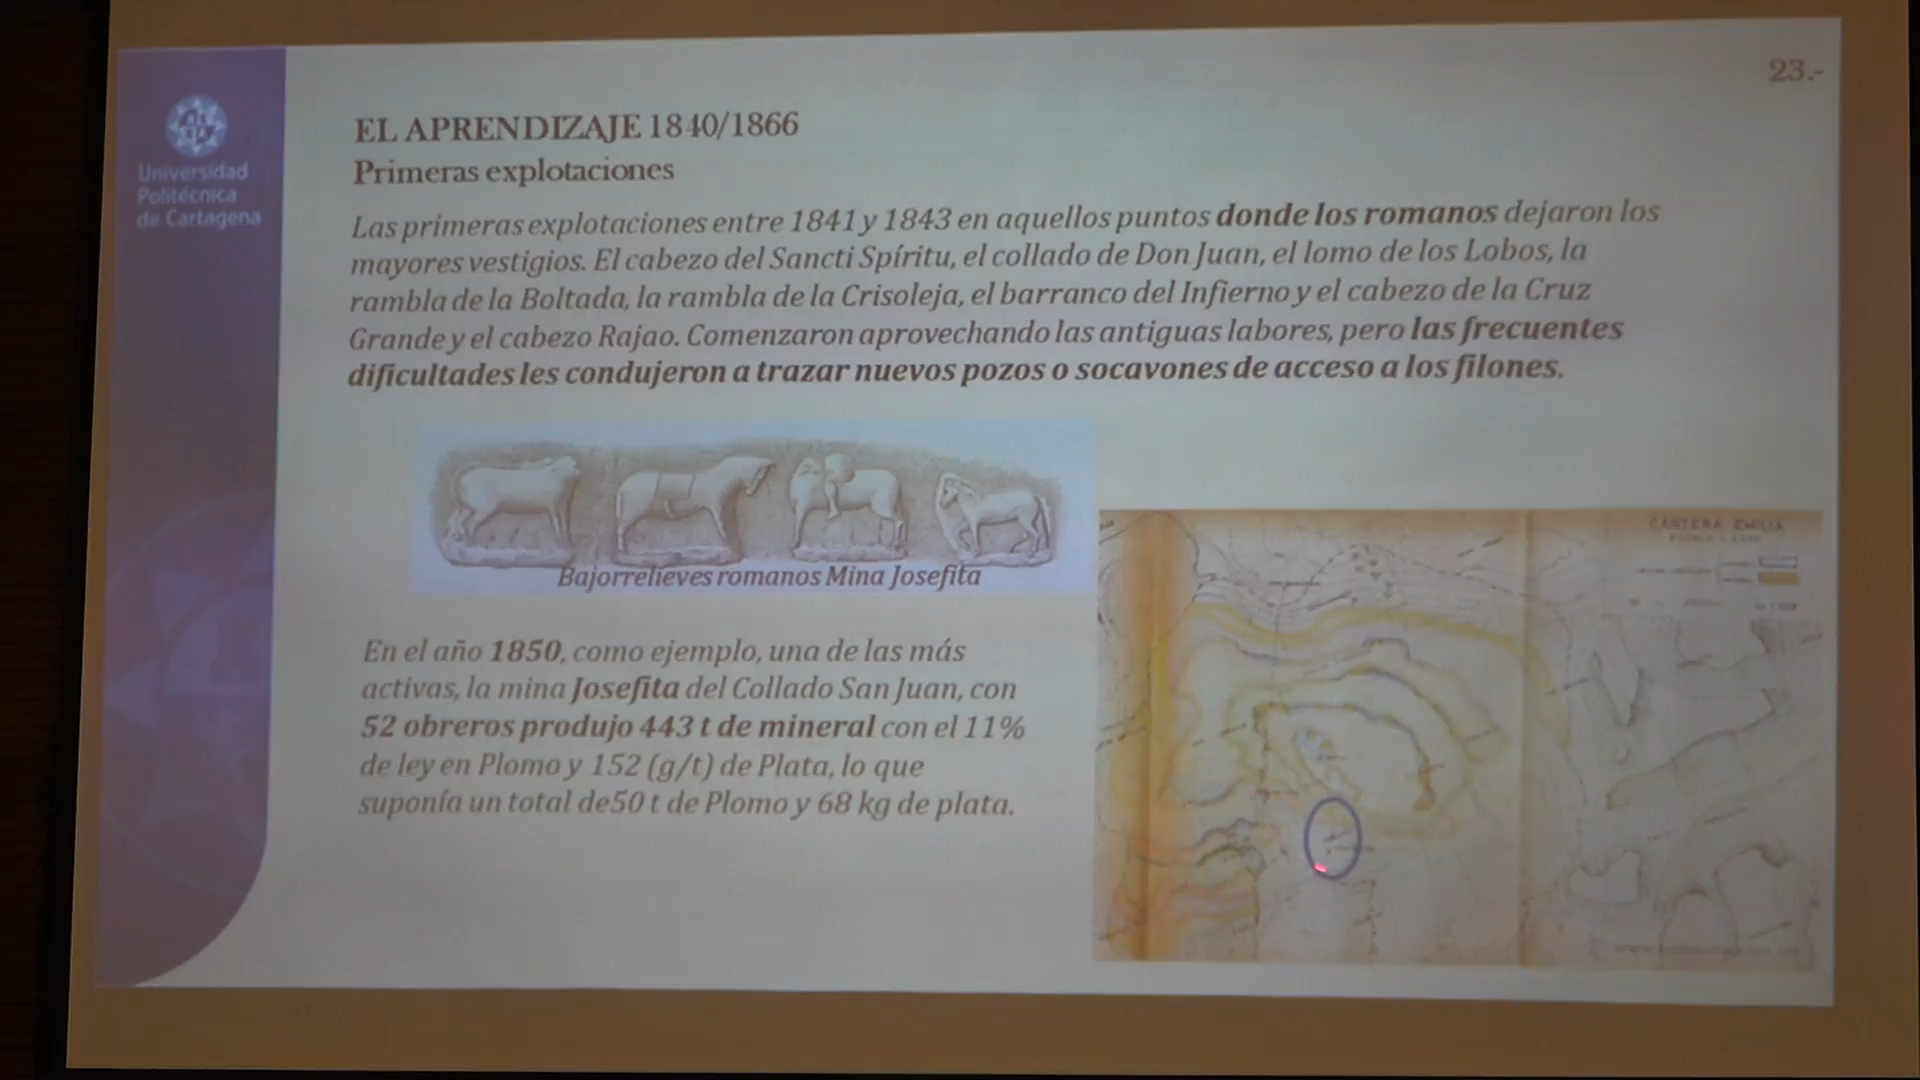 23.-
Universidad
Politécnica
de Cartagena
EL APRENDIZAJE 1840/1866
Primeras explotaciones
Las primeras explotaciones entre 1841 y 1843 en aquellos puntos donde los romanos dejaron los
mayores vestigios. El cabezo del Sancti Spíritu, el collado de Don Juan, el lomo de los Lobos, la
rambla de la Boltada, la rambla de la Crisoleja, el barranco del Infierno y el cabezo de la Cruz
Grande y el cabezo Rajao. Comenzaron aprovechando las antiguas labores, pero las frecuentes
dificultades les condujeron a trazar nuevos pozos o socavones de acceso a los filones.
Bajorrelieves romanos Mina Josefita
En el año 1850, como ejemplo, una de las más
activas, la mina Josefita del Collado San Juan, con
52 obreros produjo 443 t de mineral con el 11%
de ley en Plomo y 152 (g/t) de Plata, lo que
suponía un total de50 t de Plomo y 68 kg de plata.
CANTERA EMILIA